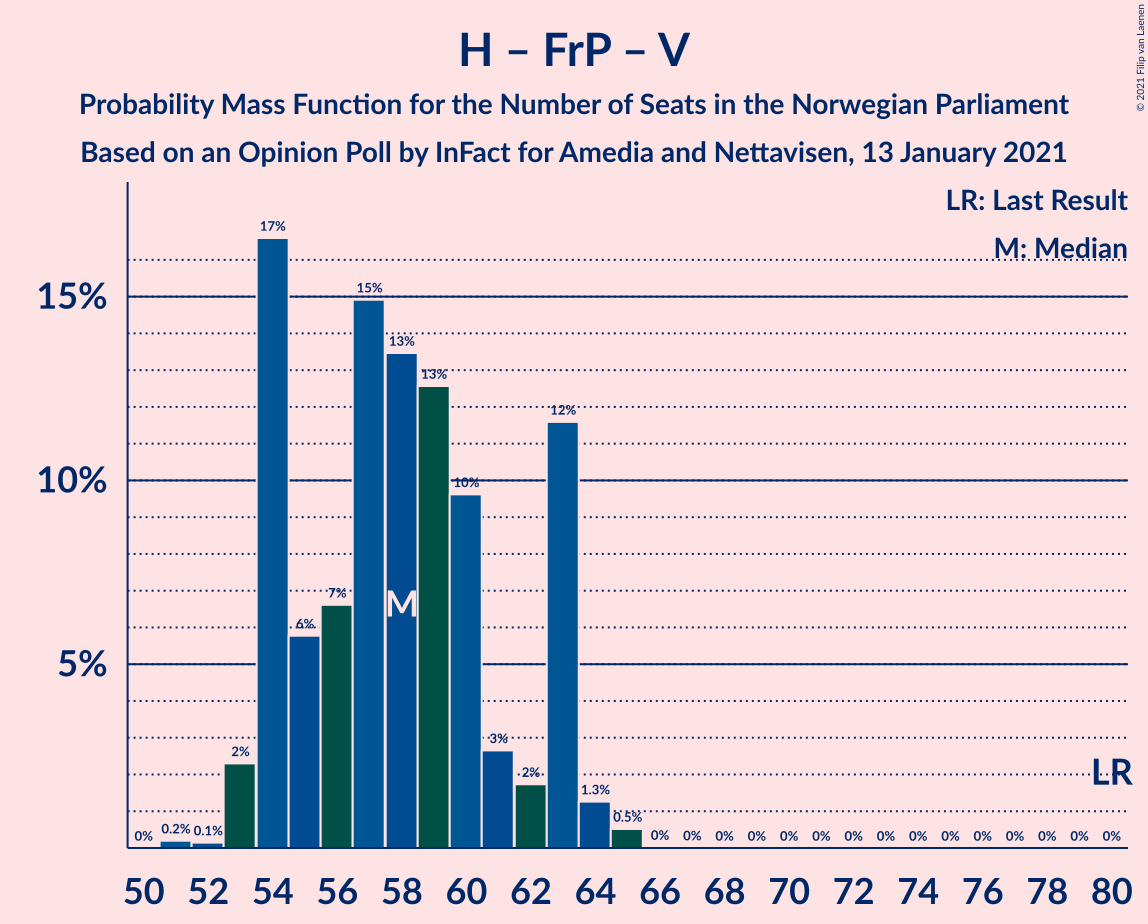 H – FrP – V
Probability Mass Function for the Number of Seats in the Norwegian Parliament
Based on an Opinion Poll by InFact for Amedia and Nettavisen, 13 January 2021
© 2021 Filip van Laenen
LR: Last Result
M: Median
15%
10%
5%
0% 0.2% 0.1% 2% 17% 6% 7% 15% 13% 13% 10% 3% 2% 12% 1.3% 0.5% 0% 0% 0% 0% 0% 0% 0% 0% 0% 0% 0% 0% 0% 0% 0%
M
LR
50 52 54 56 58 60 62 64 66 68 70 72 74 76 78 80